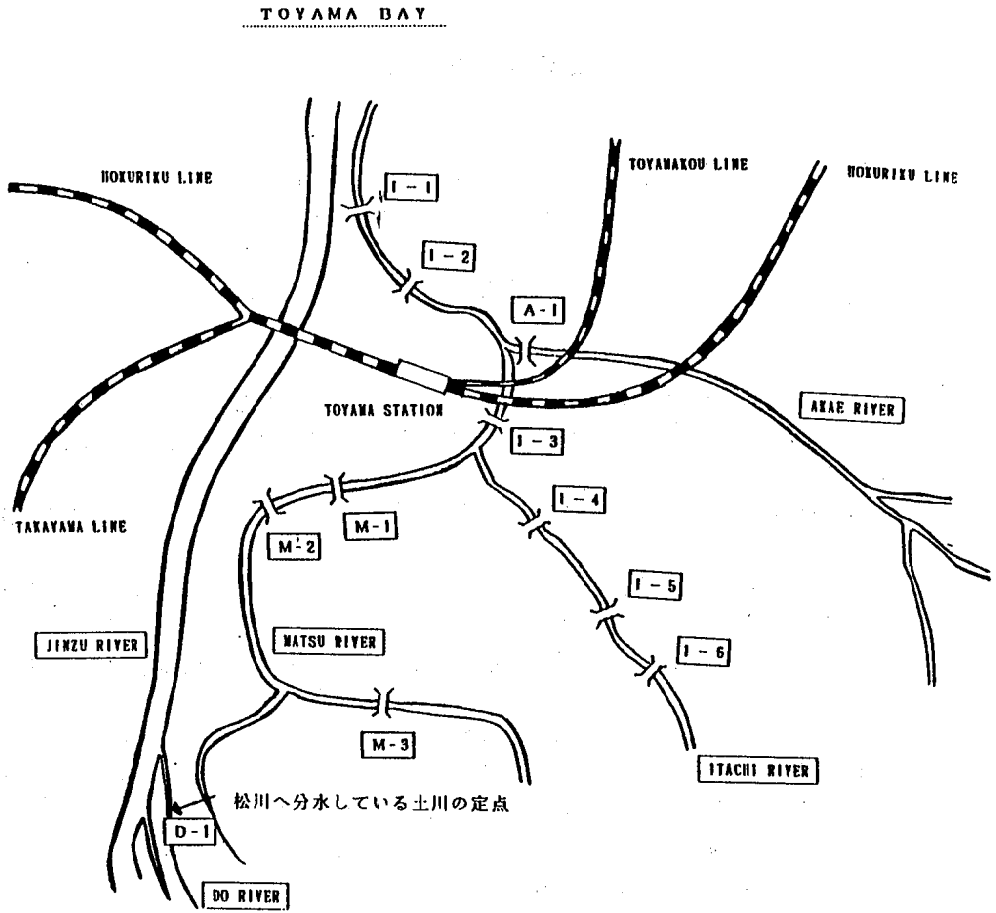 TOYAMA BAY
HOKURIKU LINE
I-1
TOYAMAKOU LINE
HOKURIKU LINE
I-2
A-1
TOYAMA STATION
AKAE RIVER
I-3
TAKAYAMA LINE
M-1
I-4
M-2
I-5
JINZU RIVER
MATSU RIVER
I-6
M-3
ITACHI RIVER
松川へ分水している土川の定点
D-1
DO RIVER